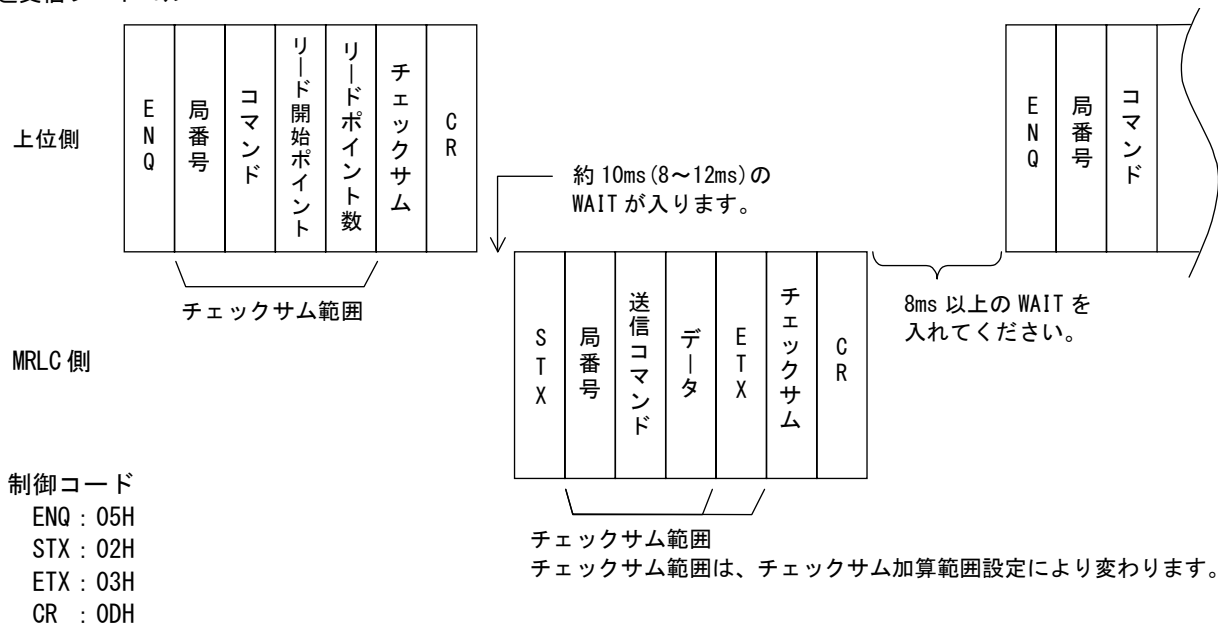 上位側
ENQ
局番号
コマンド
リード開始ポイント
リードポイント数
チェックサム
CR
ENQ
局番号
コマンド
約10ms(8～12ms)の
WAITが入ります。
チェックサム範囲
8ms以上のWAITを
入れてください。
MRLC側
STX
局番号
送信コマンド
データ
ETX
チェックサム
CR
チェックサム範囲
チェックサム範囲は、チェックサム加算範囲設定により変わります。
制御コード
ENQ：05H
STX：02H
ETX：03H
CR ：0DH